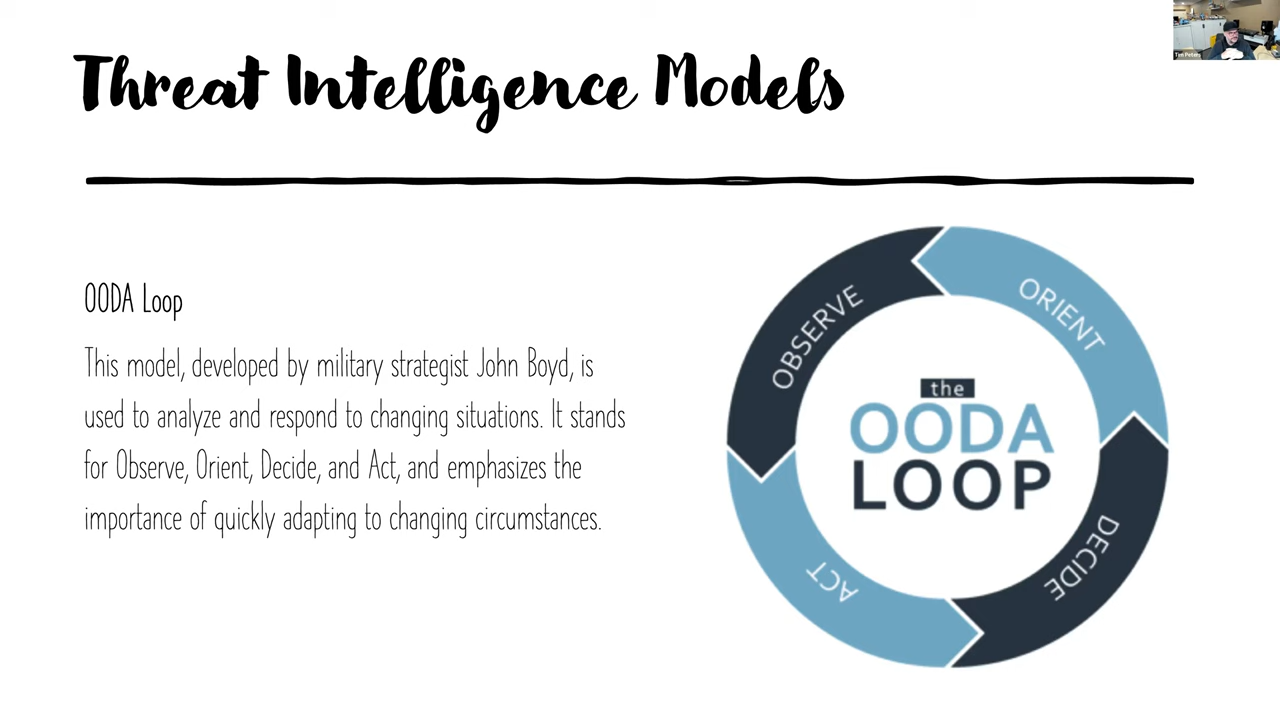 Threat Intelligence Models
Tim Peters
OODA Loop
This model, developed by military strategist John Boyd, is
used to analyze and respond to changing situations. It stands
for Observe, Orient, Decide, and Act, and emphasizes the
importance of quickly adapting to changing circumstances.
OBSERVE
ORIENT
DECIDE
ACT
the
OODA
LOOP